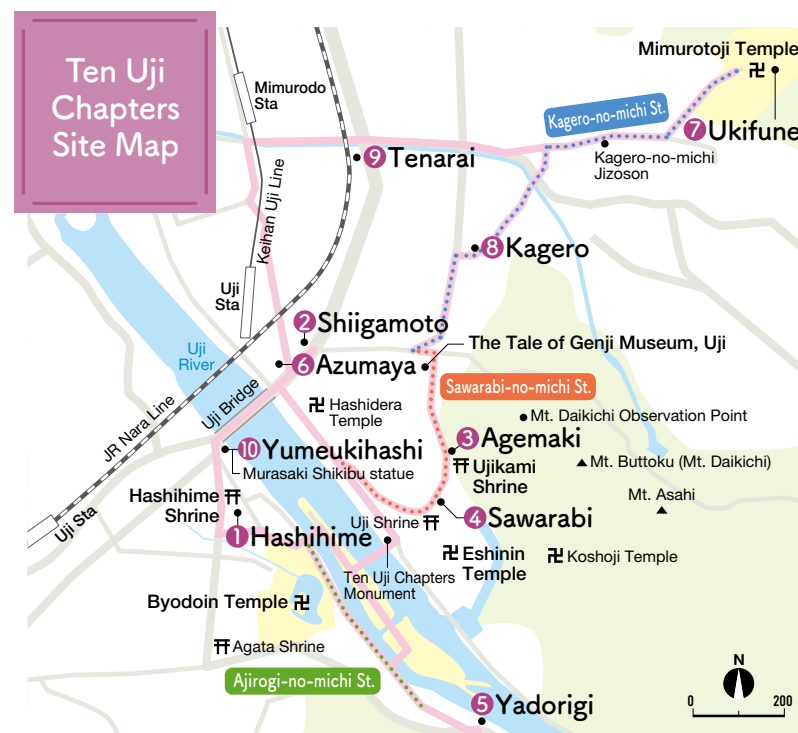 Ten Uji
Chapters
Site Map
Mimurotoji Temple
卍
7 Ukifune
Kagero-no-michi St.
Kagero-no-michi
Jizoson
Mimurodo
Sta
9 Tenarai
Keihan Uji Line
8 Kagero
Uji
Sta
2 Shiigamoto
The Tale of Genji Museum, Uji
6 Azumaya
Uji
River
Sawarabi-no-michi St.
JR Nara Line
Uji Bridge
卍 Hashidera
Temple
Mt. Daikichi Observation Point
3 Agemaki
10 Yumeukihashi
Murasaki Shikibu statue
Ujikami
Shrine
Mt. Buttoku (Mt. Daikichi)
Mt. Asahi
Hashihime
Shrine
Uji Sta
1 Hashihime
Uji Shrine
4 Sawarabi
卍 Eshinin
Temple
卍 Koshoji Temple
Ten Uji Chapters
Monument
Byodoin Temple 卍
Agata Shrine
Ajirogi-no-michi St.
5 Yadorigi
N
0 200